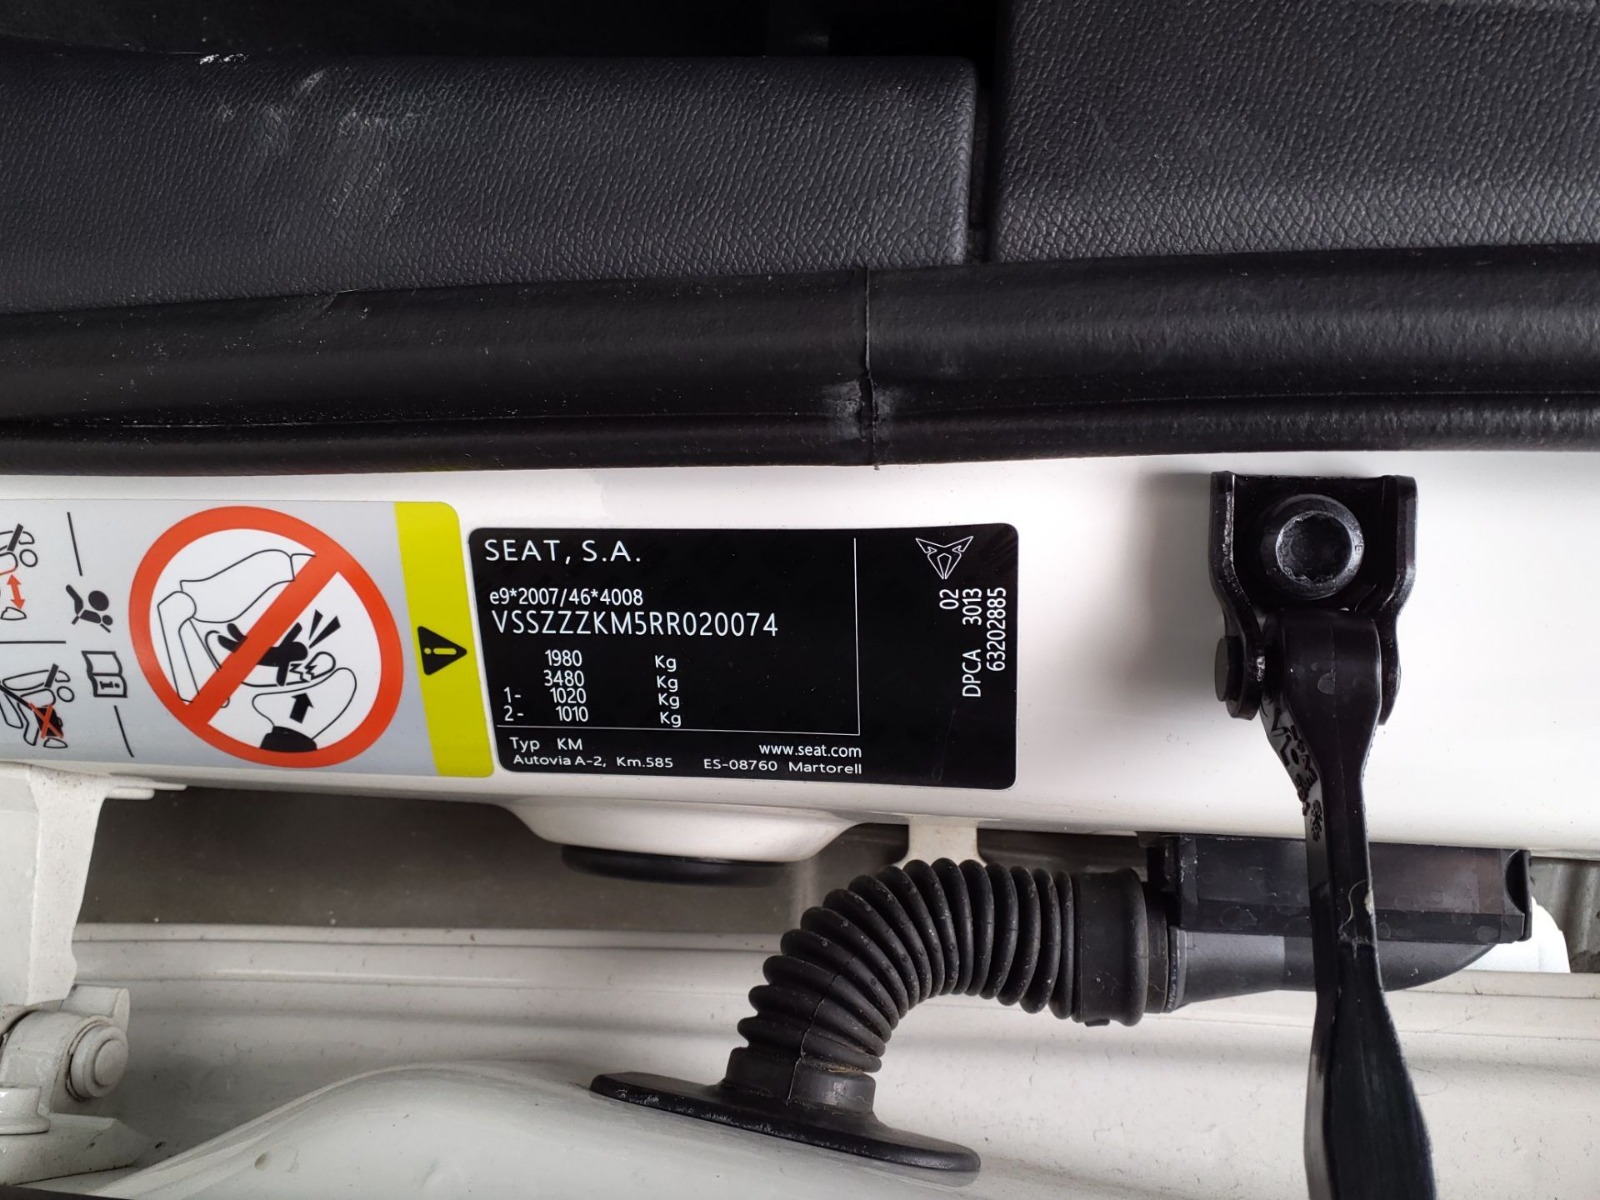 SEAT, S.A.
e9*2007/46*4008
VSSZZZKM5RR020074
1980 Kg
3480 Kg
1- 1020 Kg
2- 1010 Kg
Typ KM www.seat.com
Autovia A-2, Km.585 ES-08760 Martorell
02
DPCA 3013
63202885